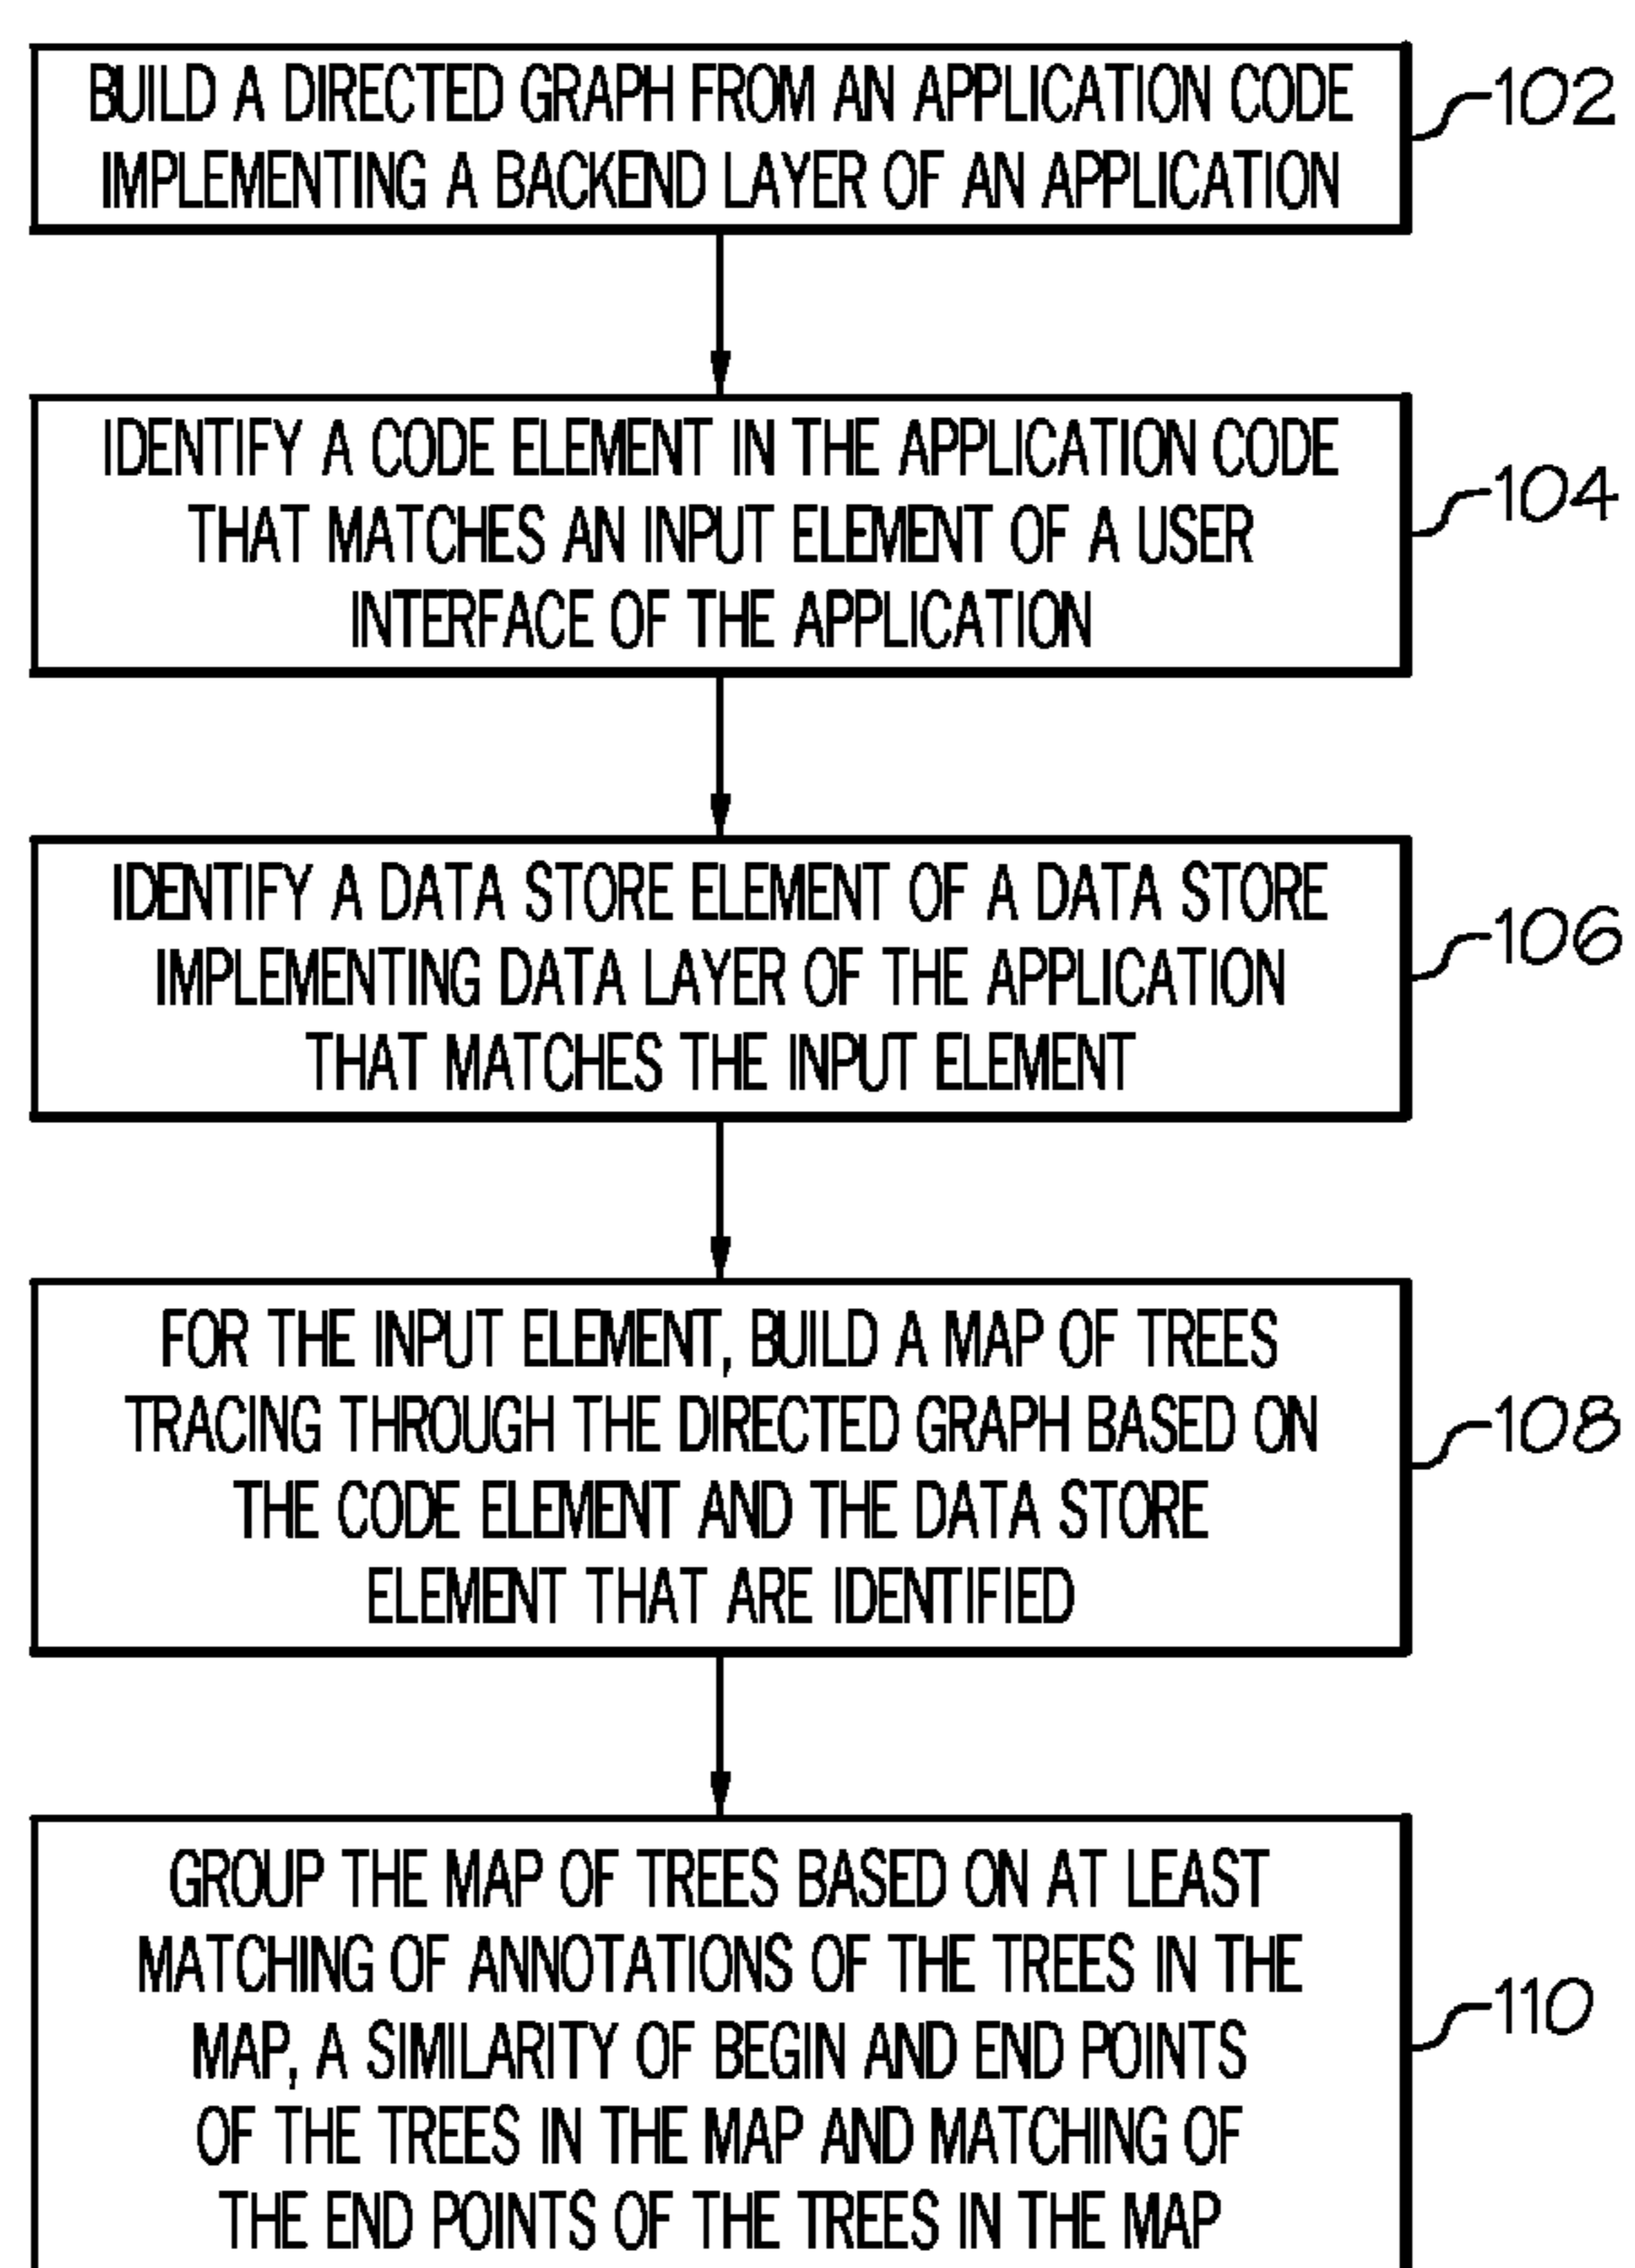 BUILD A DIRECTED GRAPH FROM AN APPLICATION CODE
IMPLEMENTING A BACKEND LAYER OF AN APPLICATION
102
IDENTIFY A CODE ELEMENT IN THE APPLICATION CODE
THAT MATCHES AN INPUT ELEMENT OF A USER
INTERFACE OF THE APPLICATION
104
IDENTIFY A DATA STORE ELEMENT OF A DATA STORE
IMPLEMENTING DATA LAYER OF THE APPLICATION
THAT MATCHES THE INPUT ELEMENT
106
FOR THE INPUT ELEMENT, BUILD A MAP OF TREES
TRACING THROUGH THE DIRECTED GRAPH BASED ON
THE CODE ELEMENT AND THE DATA STORE
ELEMENT THAT ARE IDENTIFIED
108
GROUP THE MAP OF TREES BASED ON AT LEAST
MATCHING OF ANNOTATIONS OF THE TREES IN THE
MAP, A SIMILARITY OF BEGIN AND END POINTS
OF THE TREES IN THE MAP AND MATCHING OF
THE END POINTS OF THE TREES IN THE MAP
110